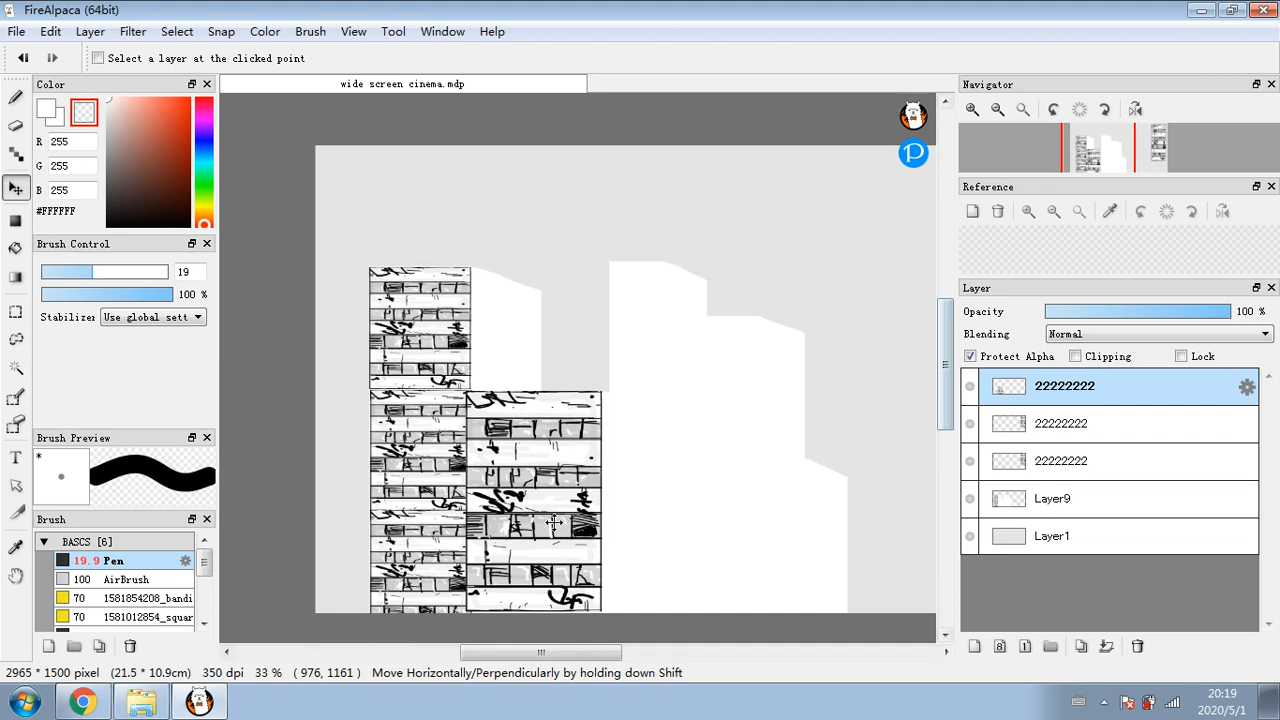 FireAlpaca (64bit)
File Edit Layer Filter Select Snap Color Brush View Tool Window Help
Select a layer at the clicked point
Color
wide screen cinema.mdp
Navigator
R 255
G 255
B 255
#FFFFFF
Reference
Brush Control
19
100 %
Stabilizer Use global sett
Layer
Opacity 100 %
Blending Normal
Protect Alpha Clipping Lock
22222222
22222222
22222222
Layer9
Layer1
Brush Preview
*
Brush
BASCS [6]
19.9 Pen
100 AirBrush
70 1581854208_bandi
70 1581012854_squar
2965 * 1500 pixel (21.5 * 10.9cm) 350 dpi 33 % ( 976, 1161 ) Move Horizontally/Perpendicularly by holding down Shift
20:19
2020/5/1